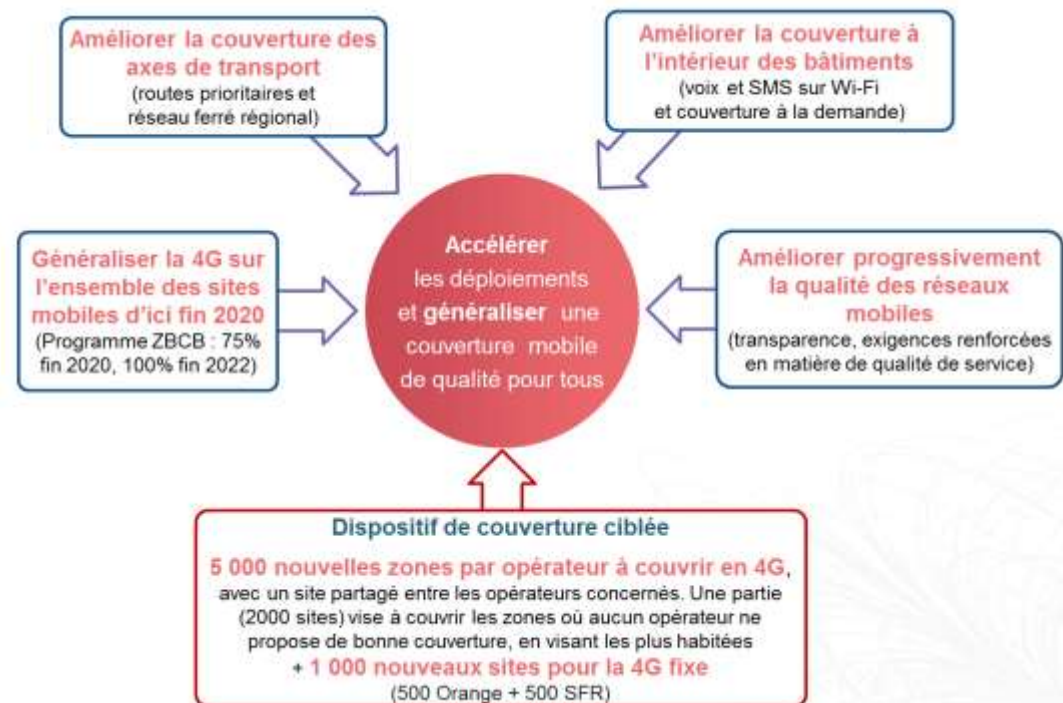 Améliorer la couverture des
axes de transport
(routes prioritaires et
réseau ferré régional)
Améliorer la couverture à
l'intérieur des bâtiments
(voix et SMS sur Wi-Fi
et couverture à la demande)
Généraliser la 4G sur
l'ensemble des sites
mobiles d'ici fin 2020
(Programme ZBCB : 75%
fin 2020, 100% fin 2022)
Accélérer
les déploiements
et généraliser une
couverture mobile
de qualité pour tous
Améliorer progressivement
la qualité des réseaux
mobiles
(transparence, exigences renforcées
en matière de qualité de service)
Dispositif de couverture ciblée
5 000 nouvelles zones par opérateur à couvrir en 4G,
avec un site partagé entre les opérateurs concernés. Une partie
(2000 sites) vise à couvrir les zones où aucun opérateur ne
propose de bonne couverture, en visant les plus habitées
+ 1 000 nouveaux sites pour la 4G fixe
(500 Orange + 500 SFR)